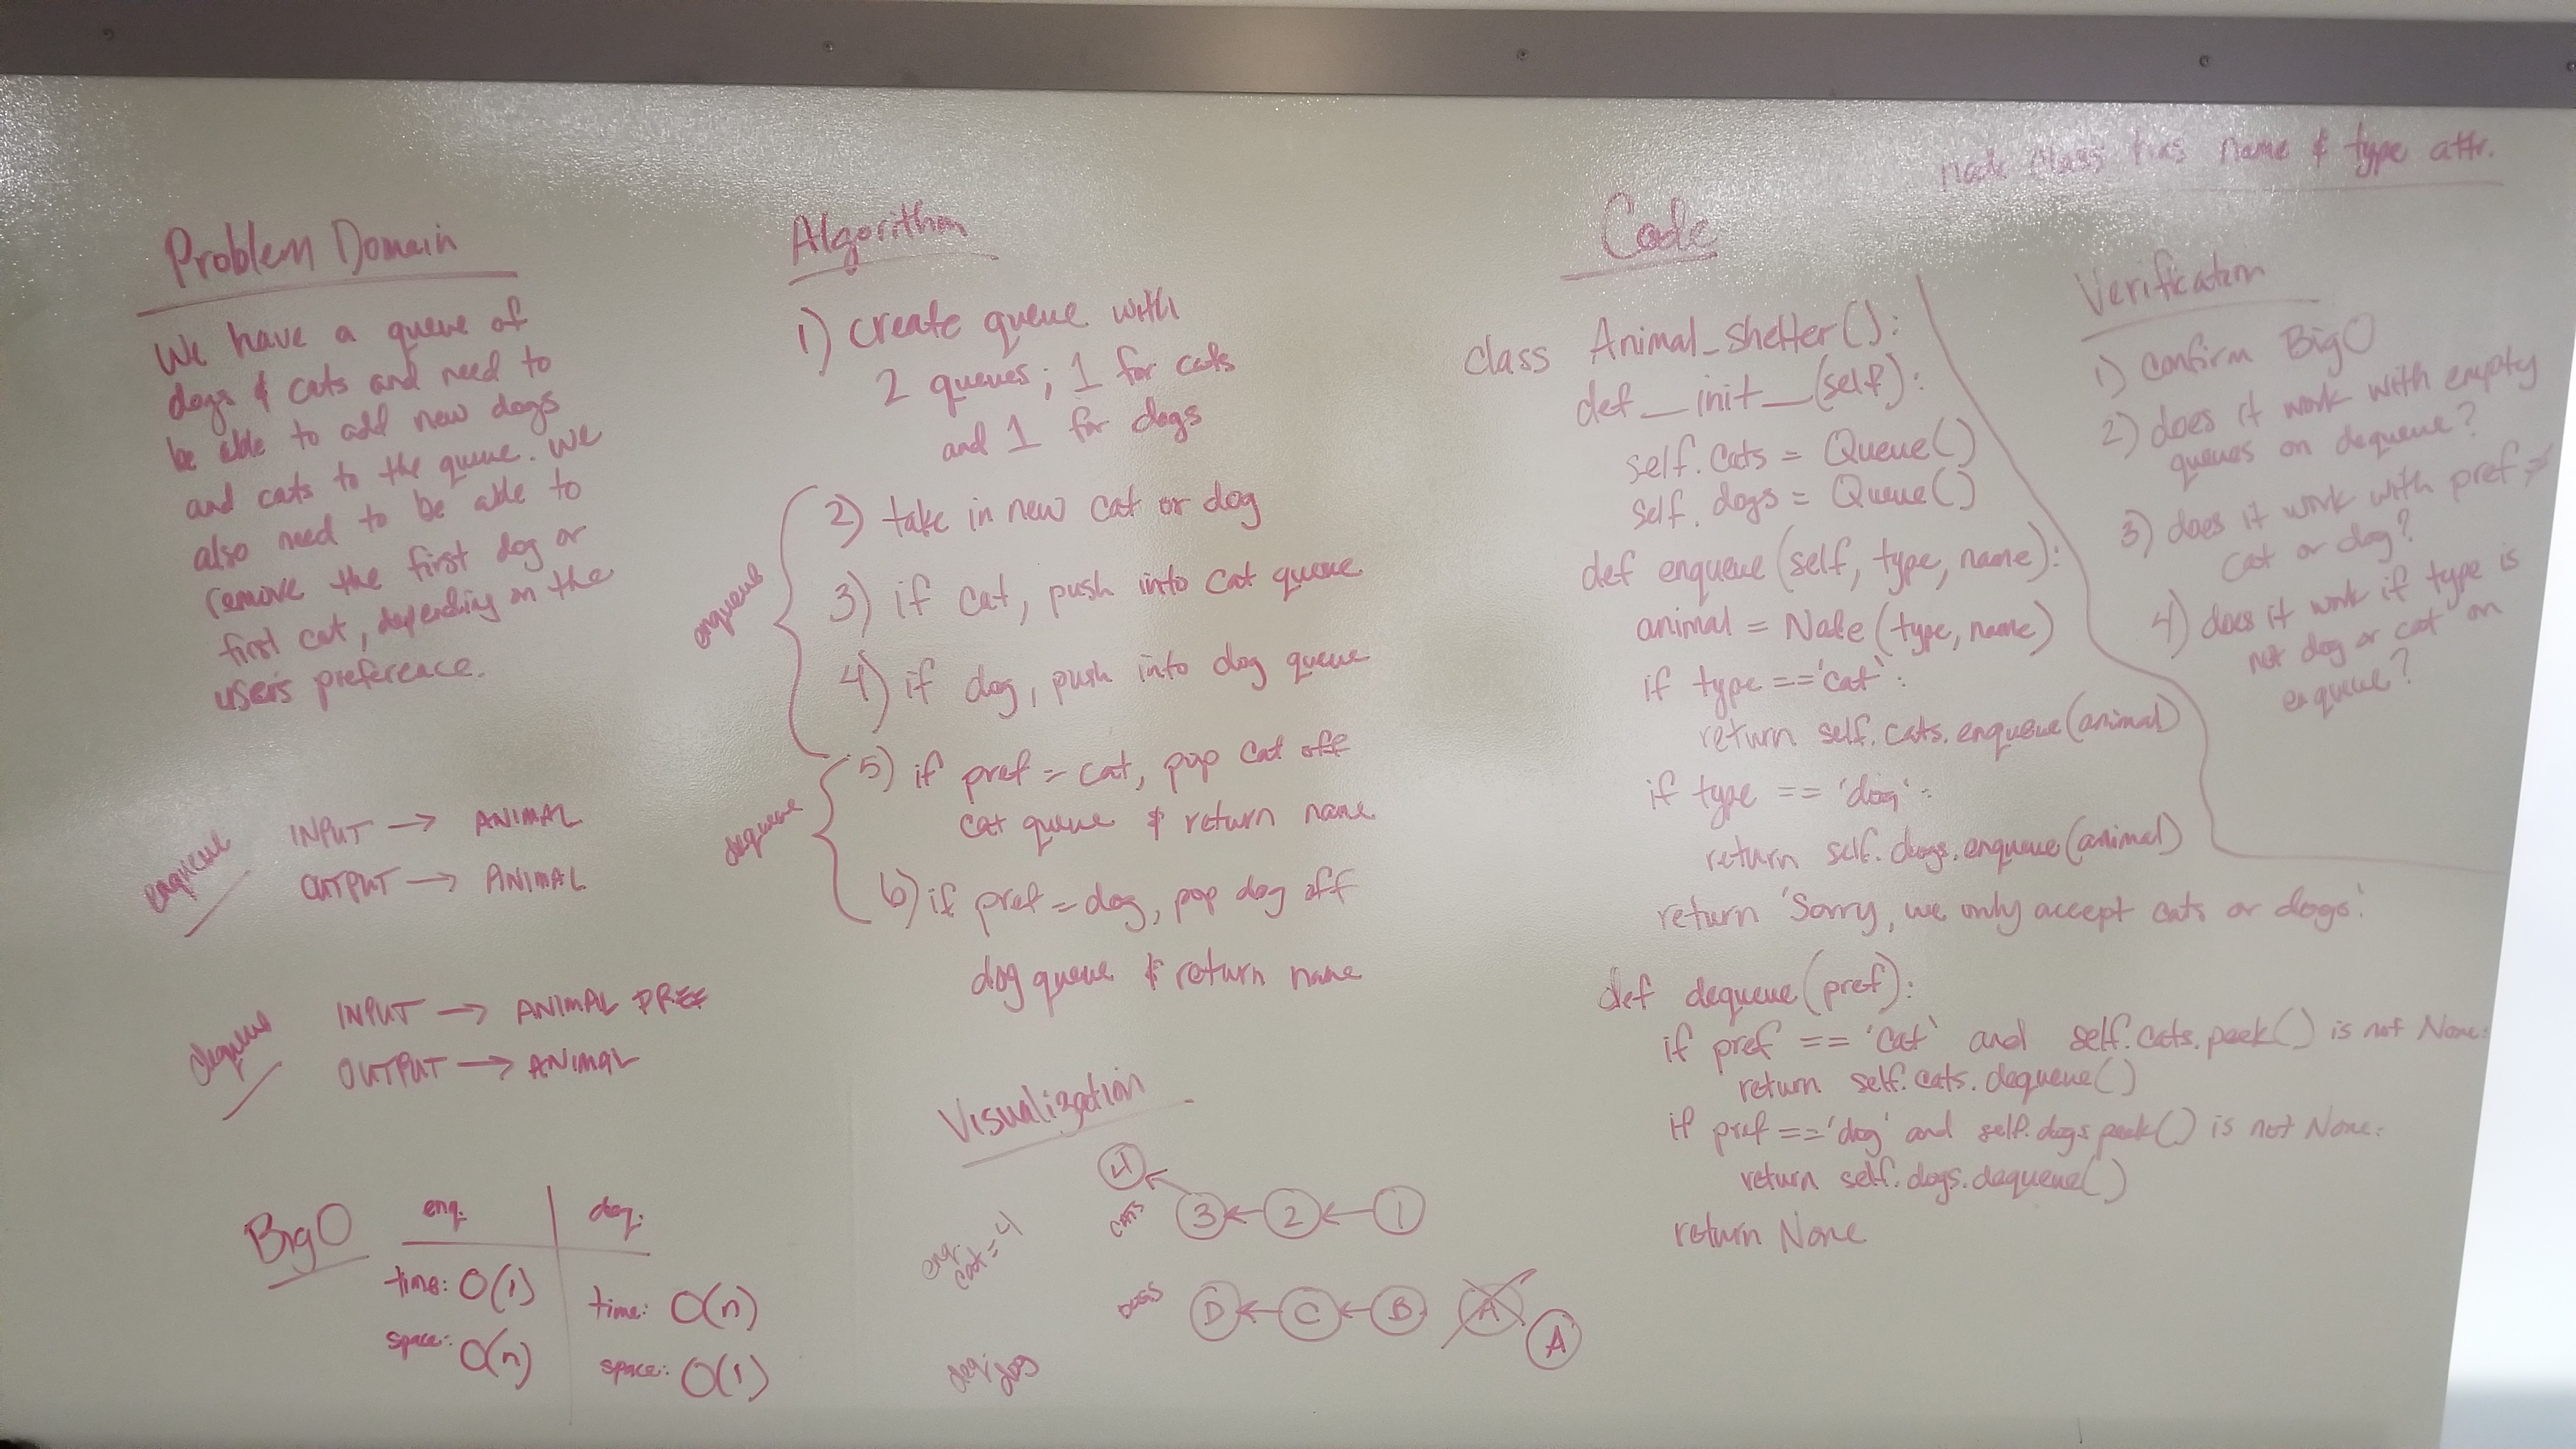 node class has name & type attr.
Problem Domain
We have a queue of
dogs & cats and need to
be able to add new dogs
and cats to the queue. We
also need to be able to
remove the first dog or
first cat, depending on the
users preference.
enqueue
INPUT → ANIMAL
OUTPUT → ANIMAL
dequeue
INPUT → ANIMAL PREF
OUTPUT → ANIMAL
Big O
enq. deq.
time: O(1) time: O(n)
space: O(n) space: O(1)
Algorithm
1) create queue with
2 queues; 1 for cats
and 1 for dogs
enqueue
2) take in new cat or dog
3) if cat, push into cat queue
4) if dog, push into dog queue
dequeue
5) if pref = cat, pop cat off
cat queue & return name
6) if pref = dog, pop dog off
dog queue & return name
Visualization
enq.
cat = 4
CATS
4
3 ← 2 ← 1
DOGS
D ← C ← B A
A
deq: dog
Code
class Animal_Shelter():
def __init__(self):
self.cats = Queue()
self.dogs = Queue()
def enqueue(self, type, name):
animal = Node(type, name)
if type == 'cat':
return self.cats.enqueue(animal)
if type == 'dog':
return self.dogs.enqueue(animal)
return 'Sorry, we only accept cats or dogs.'
def dequeue(pref):
if pref == 'cat' and self.cats.peek() is not None:
return self.cats.dequeue()
if pref == 'dog' and self.dogs.peek() is not None:
return self.dogs.dequeue()
return None
Verification
1) confirm Big O
2) does it work with empty
queues on dequeue?
3) does it work with pref ≠
cat or dog?
4) does it work if type is
not dog or cat on
enqueue?